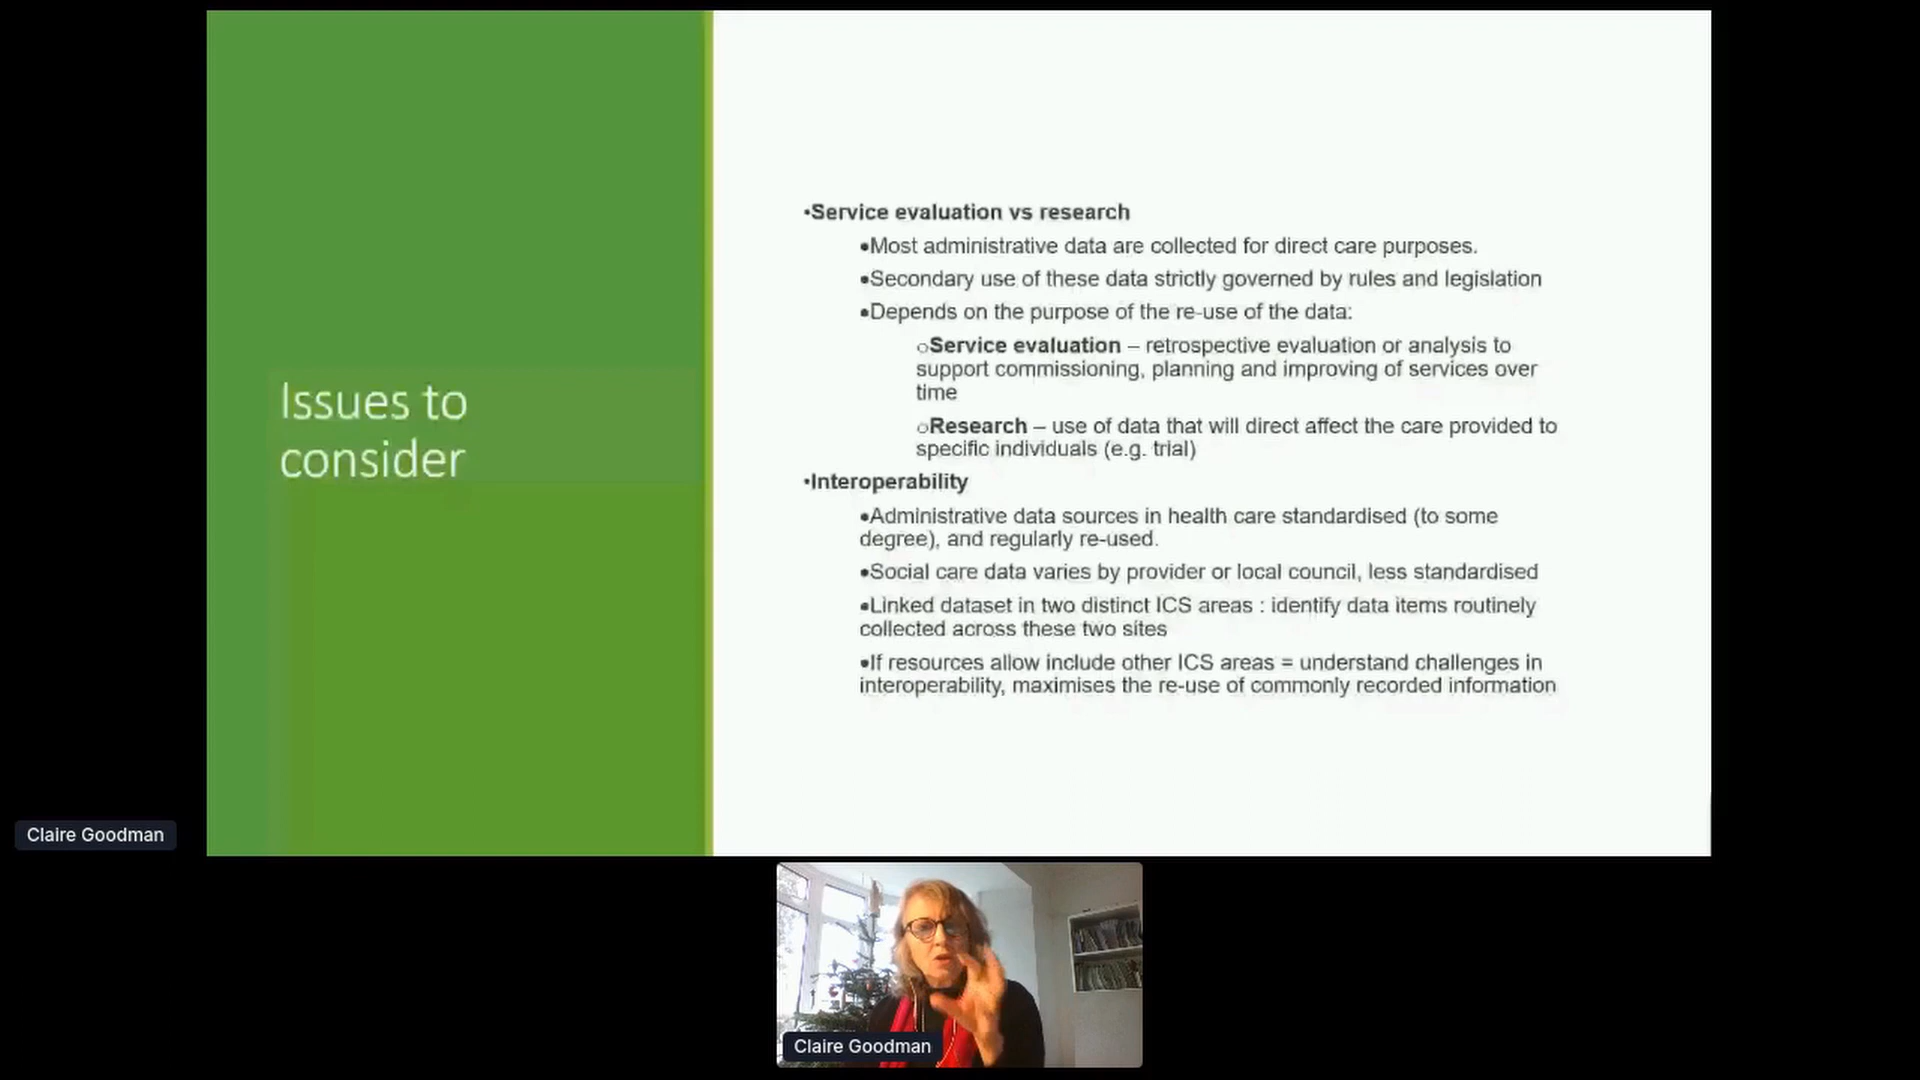 Issues to
consider
•Service evaluation vs research
•Most administrative data are collected for direct care purposes.
•Secondary use of these data strictly governed by rules and legislation
•Depends on the purpose of the re-use of the data:
oService evaluation – retrospective evaluation or analysis to
support commissioning, planning and improving of services over
time
oResearch – use of data that will direct affect the care provided to
specific individuals (e.g. trial)
•Interoperability
•Administrative data sources in health care standardised (to some
degree), and regularly re-used.
•Social care data varies by provider or local council, less standardised
•Linked dataset in two distinct ICS areas : identify data items routinely
collected across these two sites
•If resources allow include other ICS areas = understand challenges in
interoperability, maximises the re-use of commonly recorded information
Claire Goodman
Claire Goodman